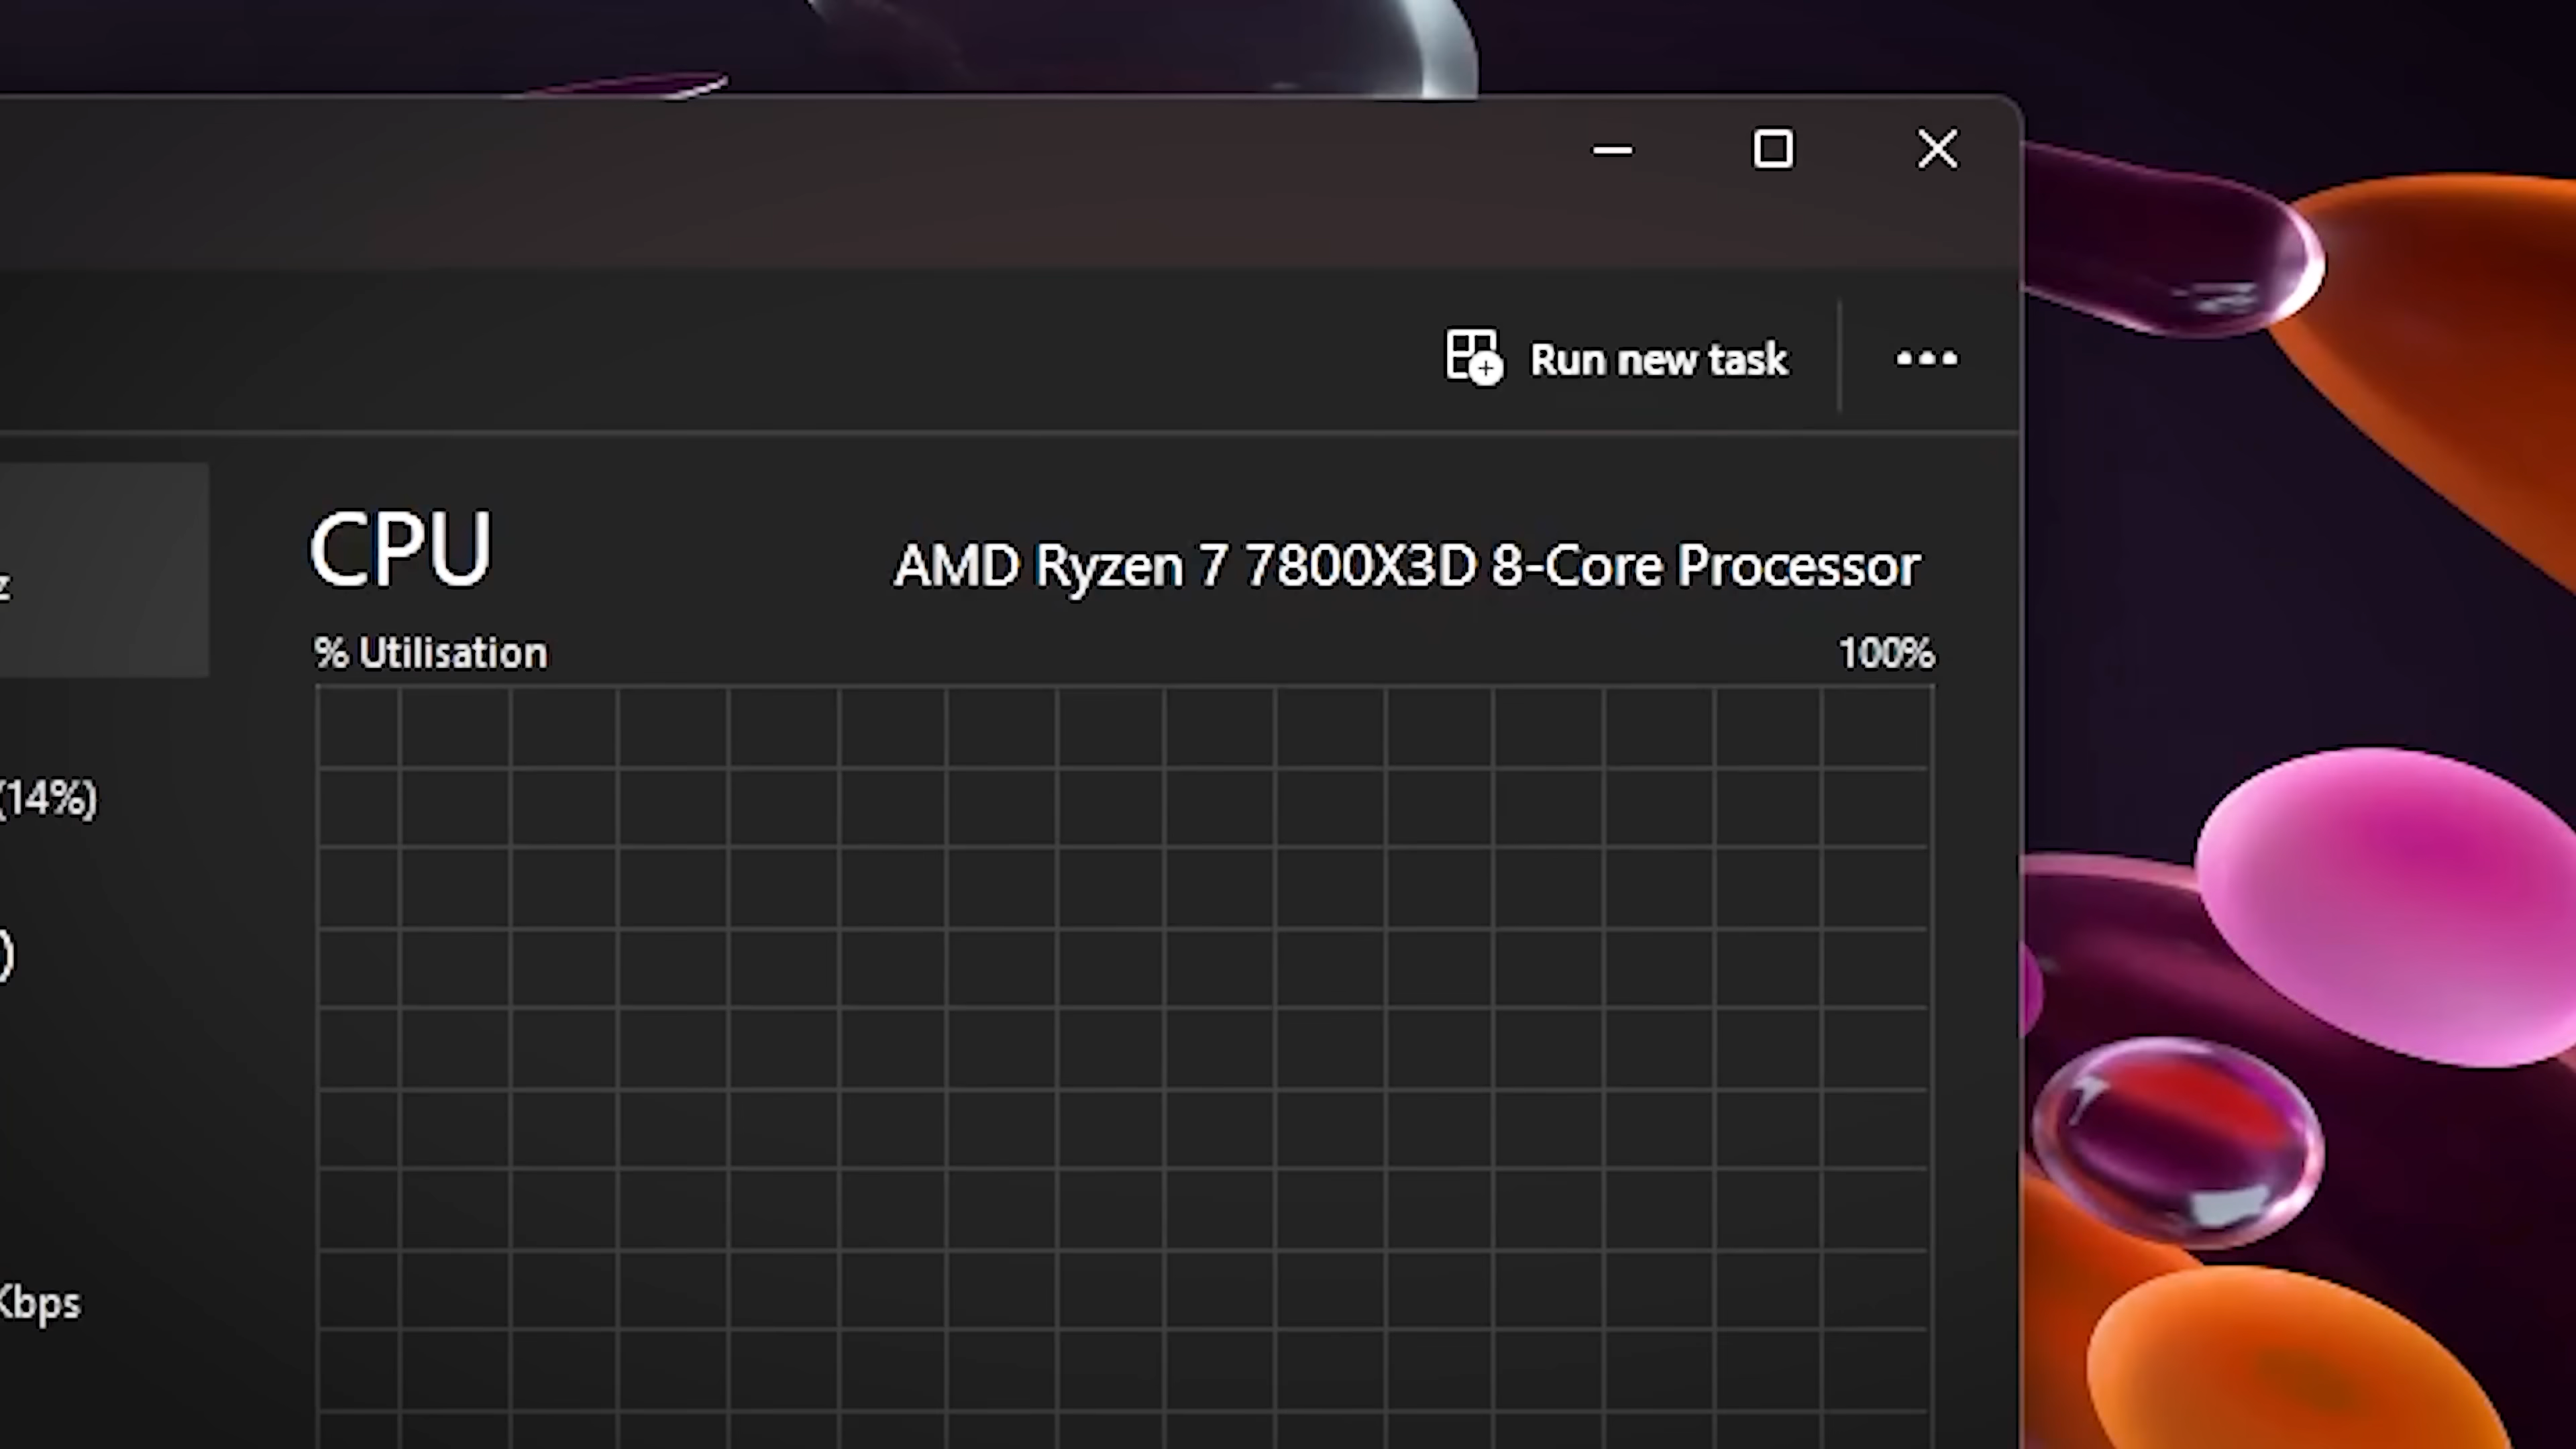 Run new task
CPU
AMD Ryzen 7 7800X3D 8-Core Processor
z
% Utilisation
100%
(14%)
)
Kbps